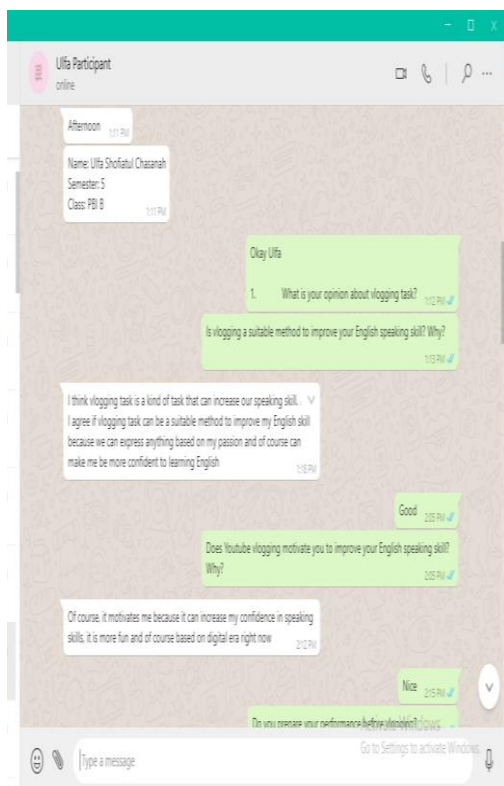 Ulfa Participant
online
Afternoon 1:11 PM
Name: Ulfa Shofiatul Chasanah
Semester: 5
Class: PBI B
1:11 PM
Okay Ulfa
1. What is your opinion about vlogging task?
1:12 PM
Is vlogging a suitable method to improve your English speaking skill? Why?
1:13 PM
I think vlogging task is a kind of task that can increase our speaking skill. .
I agree if vlogging task can be a suitable method to improve my English skill
because we can express anything based on my passion and of course can
make me be more confident to learning English
1:18 PM
Good 2:05 PM
Does Youtube vlogging motivate you to improve your English speaking skill?
Why?
2:05 PM
Of course, it motivates me because it can increase my confidence in speaking
skills, it is more fun and of course based on digital era right now
2:12 PM
Nice 2:15 PM
Do you prepare your performance before vlogging?
Activate Windows
Go to Settings to activate Windows.
Type a message